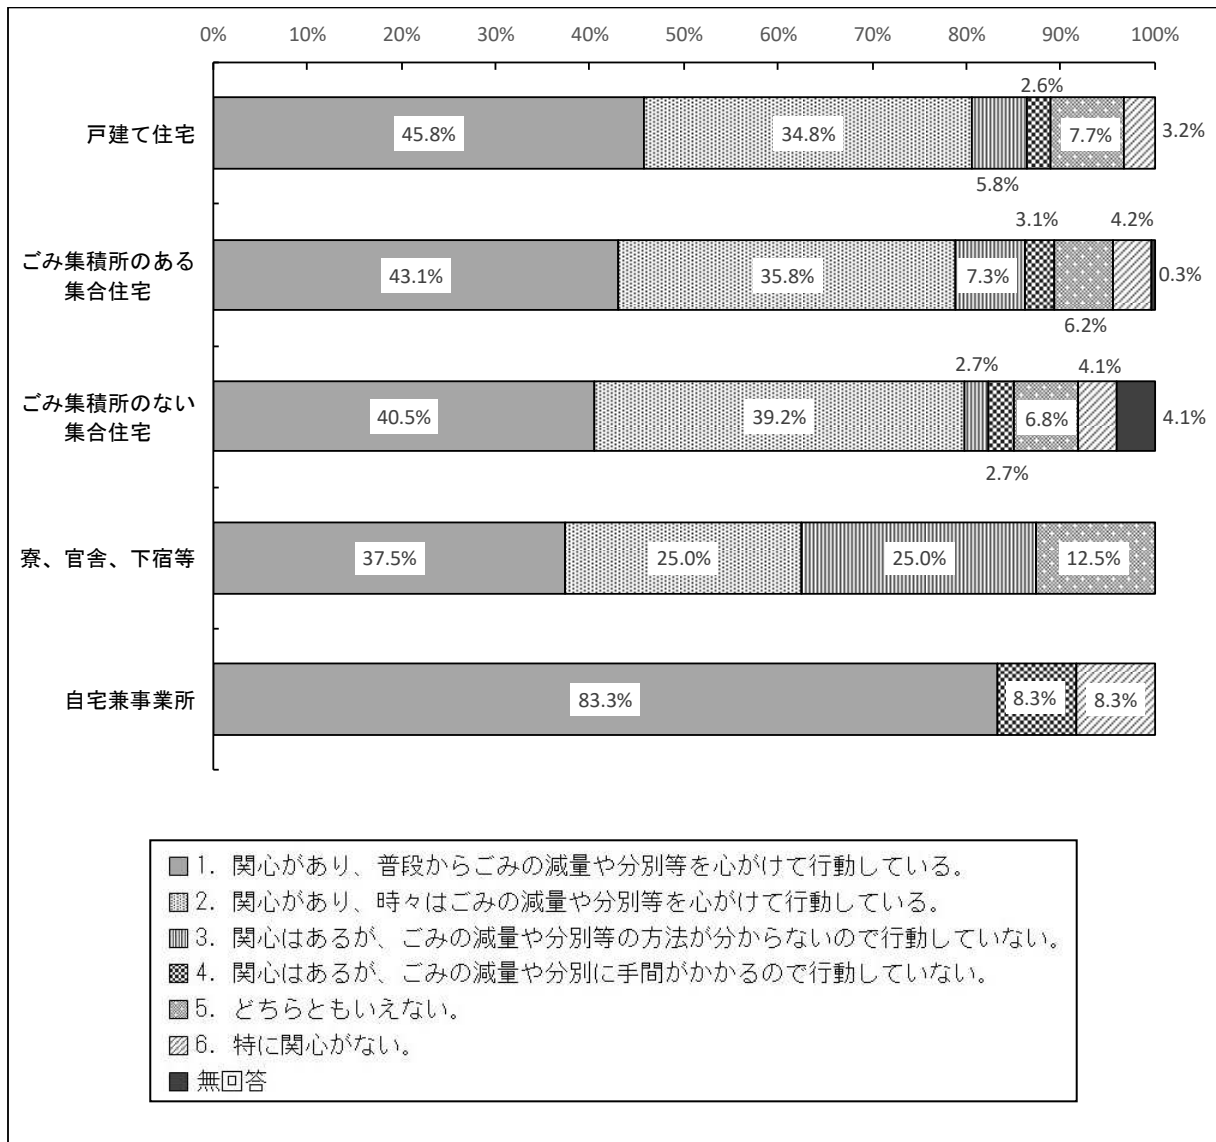 0% 10% 20% 30% 40% 50% 60% 70% 80% 90% 100%
2.6%
戸建て住宅 45.8% 34.8% 7.7% 3.2%
5.8%
3.1% 4.2%
ごみ集積所のある
集合住宅
43.1% 35.8% 7.3% 0.3%
6.2%
2.7% 4.1%
ごみ集積所のない
集合住宅
40.5% 39.2% 6.8% 4.1%
2.7%
寮、官舎、下宿等 37.5% 25.0% 25.0% 12.5%
自宅兼事業所 83.3% 8.3% 8.3%
1. 関心があり、普段からごみの減量や分別等を心がけて行動している。
2. 関心があり、時々はごみの減量や分別等を心がけて行動している。
3. 関心はあるが、ごみの減量や分別等の方法が分からないので行動していない。
4. 関心はあるが、ごみの減量や分別に手間がかかるので行動していない。
5. どちらともいえない。
6. 特に関心がない。
無回答